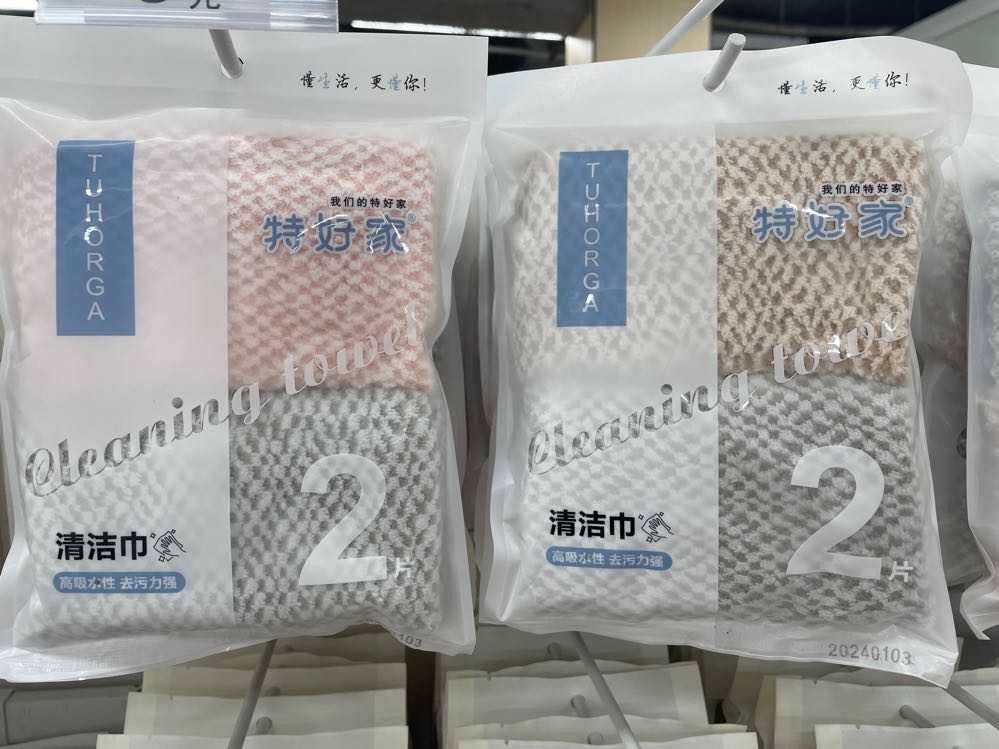 元
懂生活，更懂你！
TUHORGA
我们的特好家
特好家®
Cleaning towel
2片
清洁巾
高吸水性 去污力强
懂生活，更懂你！
TUHORGA
我们的特好家
特好家®
Cleaning towe
2片
清洁巾
高吸水性 去污力强
20240103